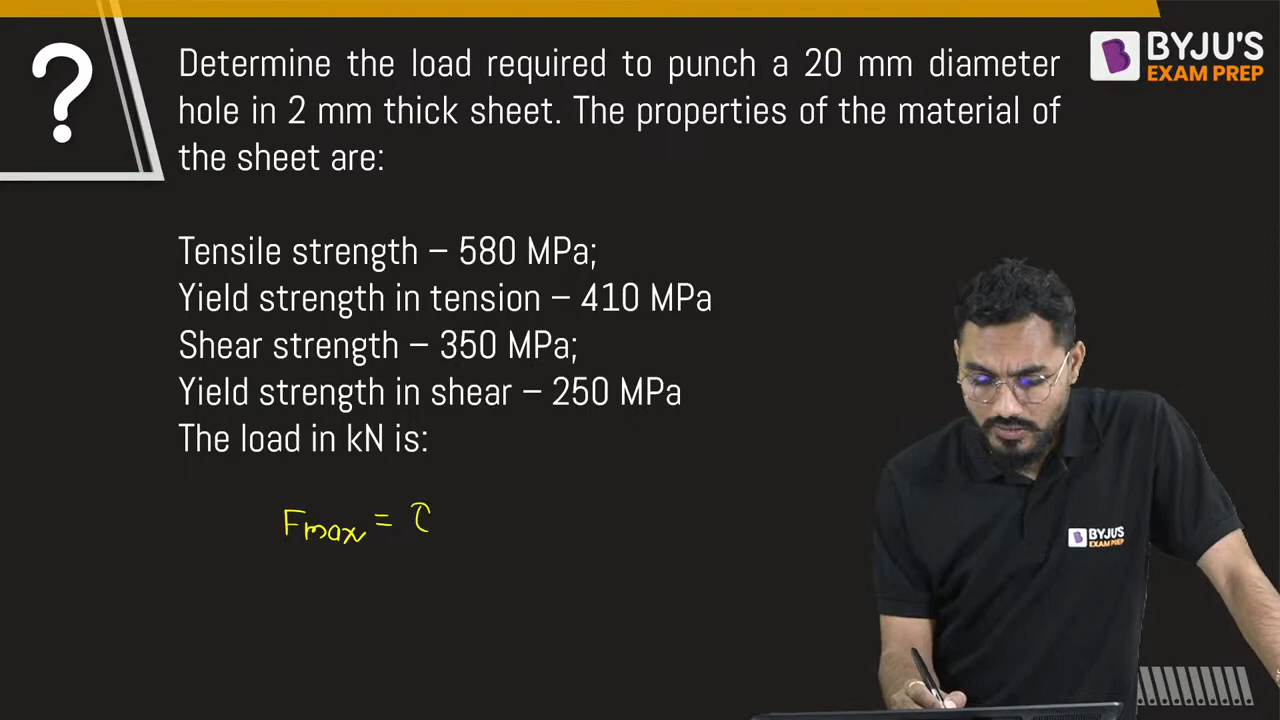 ?
Determine the load required to punch a 20 mm diameter
hole in 2 mm thick sheet. The properties of the material of
the sheet are:
BYJU'S
EXAM PREP
Tensile strength – 580 MPa;
Yield strength in tension – 410 MPa
Shear strength – 350 MPa;
Yield strength in shear – 250 MPa
The load in kN is:
Fmax = τ
BYJU'S
EXAM PREP